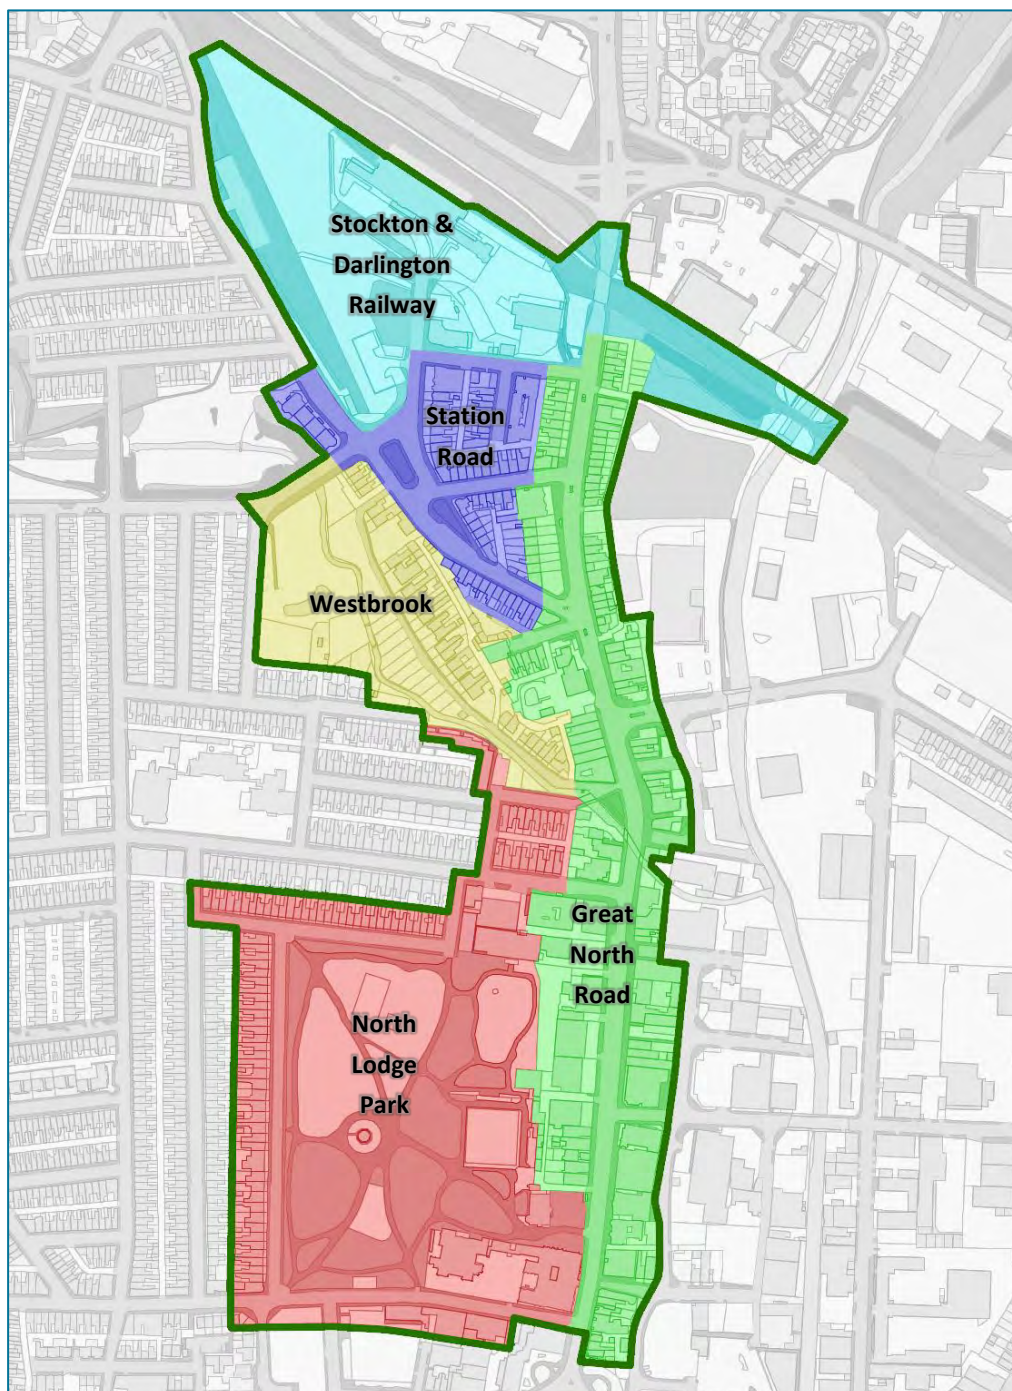 Stockton &
Darlington
Railway
Station
Road
Westbrook
Great
North
Road
North
Lodge
Park